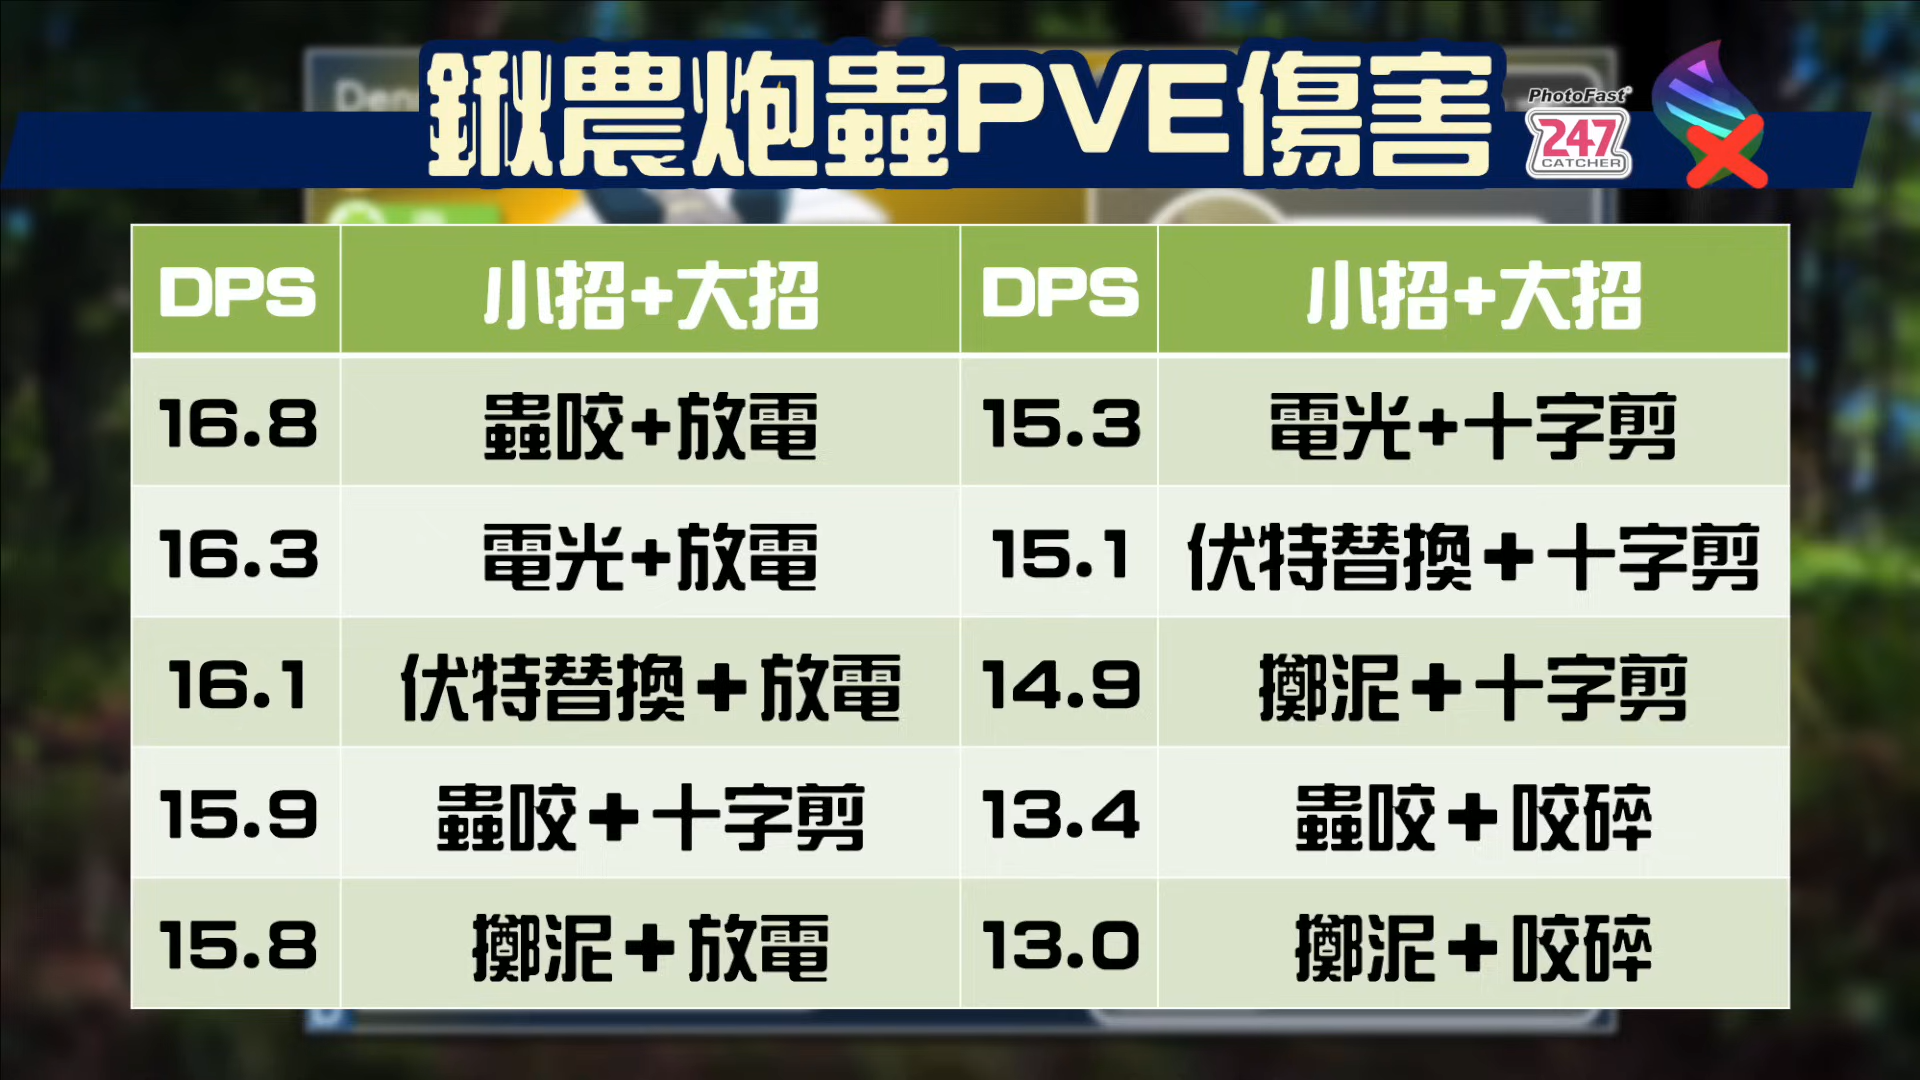 鍬農炮蟲PVE傷害
PhotoFast
247
CATCHER
Den
DPS 小招+大招 DPS 小招+大招
16.8 蟲咬+放電 15.3 電光+十字剪
16.3 電光+放電 15.1 伏特替換+十字剪
16.1 伏特替換+放電 14.9 擲泥+十字剪
15.9 蟲咬+十字剪 13.4 蟲咬+咬碎
15.8 擲泥+放電 13.0 擲泥+咬碎